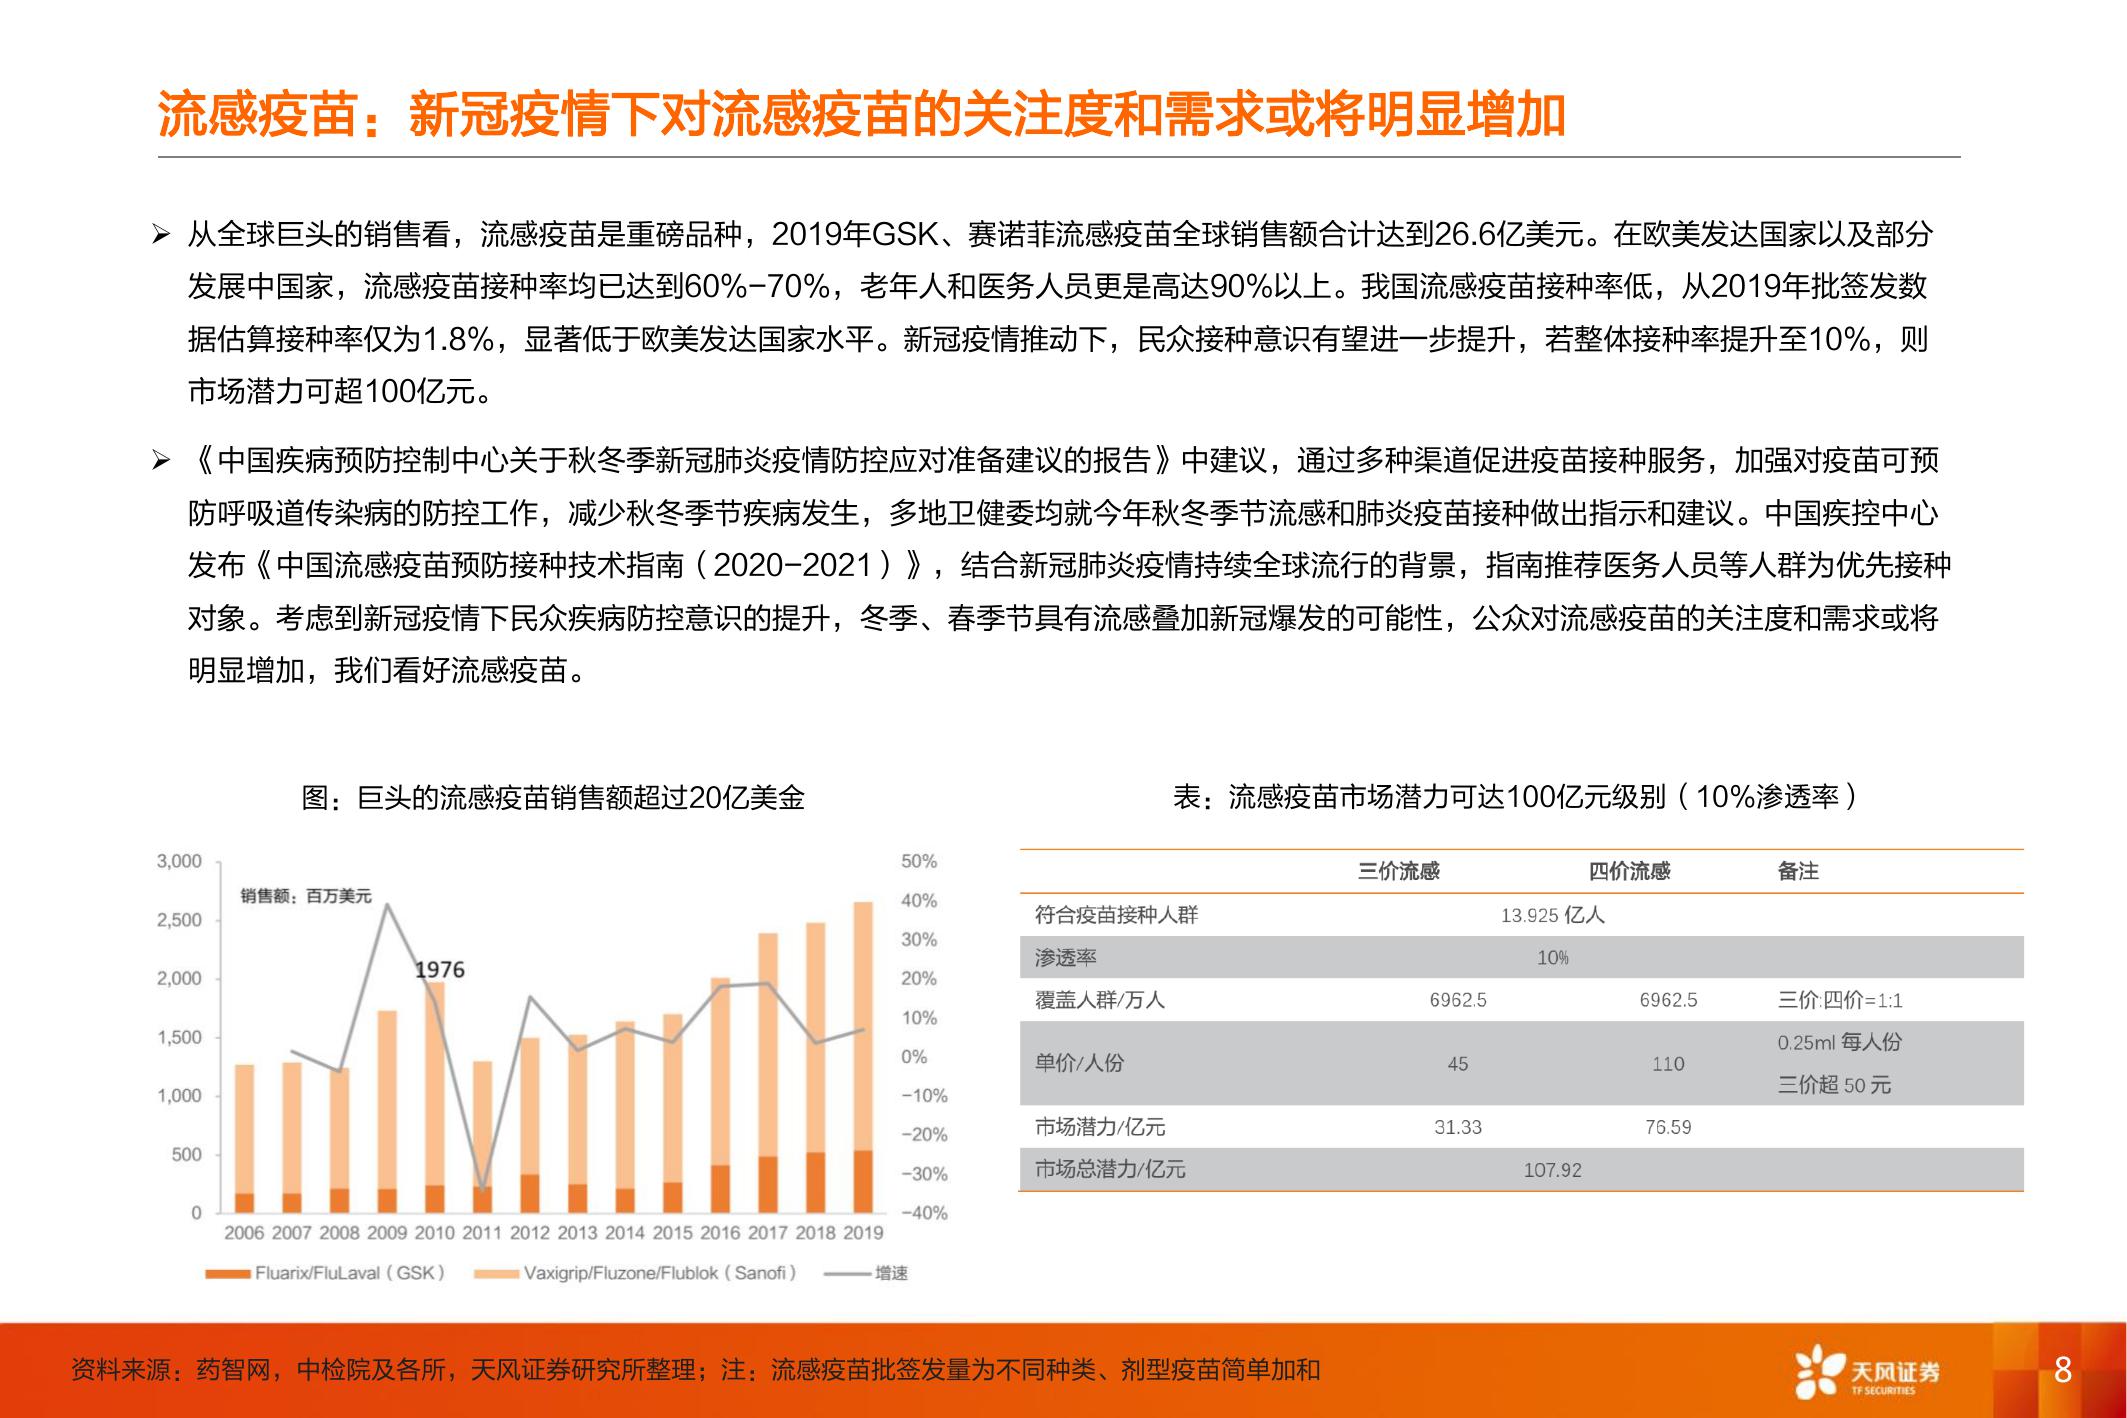 流感疫苗：新冠疫情下对流感疫苗的关注度和需求或将明显增加
➢ 从全球巨头的销售看，流感疫苗是重磅品种，2019年GSK、赛诺菲流感疫苗全球销售额合计达到26.6亿美元。在欧美发达国家以及部分
发展中国家，流感疫苗接种率均已达到60%-70%，老年人和医务人员更是高达90%以上。我国流感疫苗接种率低，从2019年批签发数
据估算接种率仅为1.8%，显著低于欧美发达国家水平。新冠疫情推动下，民众接种意识有望进一步提升，若整体接种率提升至10%，则
市场潜力可超100亿元。
➢ 《中国疾病预防控制中心关于秋冬季新冠肺炎疫情防控应对准备建议的报告》中建议，通过多种渠道促进疫苗接种服务，加强对疫苗可预
防呼吸道传染病的防控工作，减少秋冬季节疾病发生，多地卫健委均就今年秋冬季节流感和肺炎疫苗接种做出指示和建议。中国疾控中心
发布《中国流感疫苗预防接种技术指南（2020-2021）》，结合新冠肺炎疫情持续全球流行的背景，指南推荐医务人员等人群为优先接种
对象。考虑到新冠疫情下民众疾病防控意识的提升，冬季、春季节具有流感叠加新冠爆发的可能性，公众对流感疫苗的关注度和需求或将
明显增加，我们看好流感疫苗。
图：巨头的流感疫苗销售额超过20亿美金
3,000
2,500
2,000
1,500
1,000
500
0
销售额：百万美元
1976
50%
40%
30%
20%
10%
0%
-10%
-20%
-30%
-40%
2006 2007 2008 2009 2010 2011 2012 2013 2014 2015 2016 2017 2018 2019
Fluarix/FluLaval（GSK） Vaxigrip/Fluzone/Flublok（Sanofi） 增速
表：流感疫苗市场潜力可达100亿元级别（10%渗透率）
三价流感 四价流感 备注
符合疫苗接种人群 13.925 亿人
渗透率 10%
覆盖人群/万人 6962.5 6962.5 三价:四价=1:1
单价/人份 45 110 0.25ml 每人份
三价超 50 元
市场潜力/亿元 31.33 76.59
市场总潜力/亿元 107.92
资料来源：药智网，中检院及各所，天风证券研究所整理；注：流感疫苗批签发量为不同种类、剂型疫苗简单加和
天风证券
TF SECURITIES
8